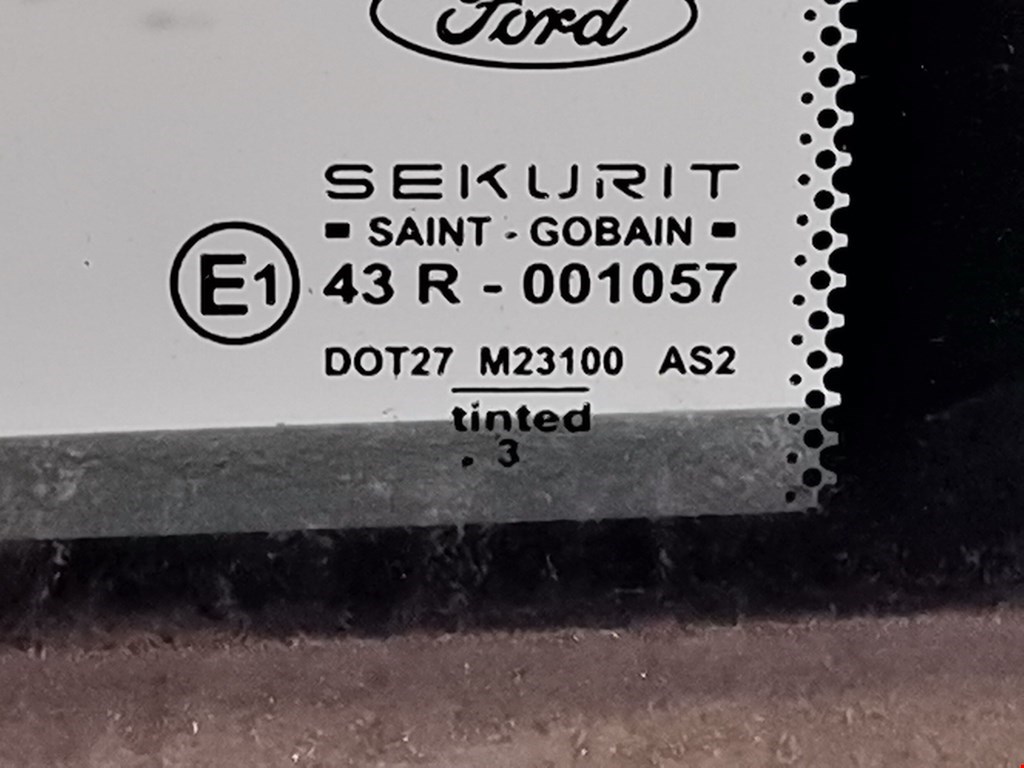 Ford
SEKURIT
SAINT - GOBAIN
E1 43 R - 001057
DOT27 M23100 AS2
tinted
. 3